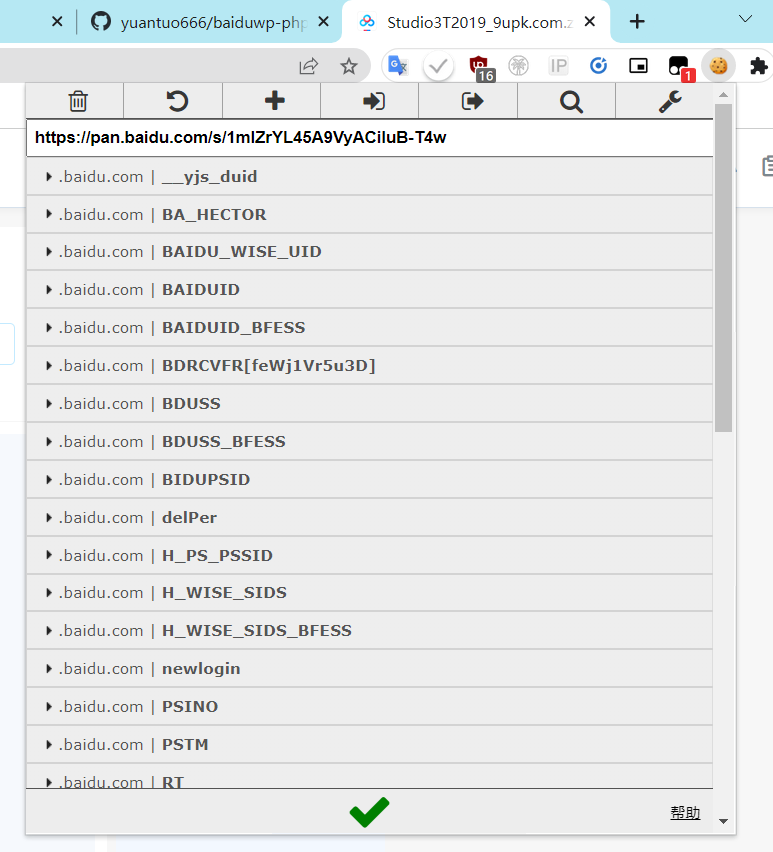 yuantuo666/baiduwp-php
Studio3T2019_9upk.com.z
16
IP
1
https://pan.baidu.com/s/1mlZrYL45A9VyACiluB-T4w
.baidu.com | __yjs_duid
.baidu.com | BA_HECTOR
.baidu.com | BAIDU_WISE_UID
.baidu.com | BAIDUID
.baidu.com | BAIDUID_BFESS
.baidu.com | BDRCVFR[feWj1Vr5u3D]
.baidu.com | BDUSS
.baidu.com | BDUSS_BFESS
.baidu.com | BIDUPSID
.baidu.com | delPer
.baidu.com | H_PS_PSSID
.baidu.com | H_WISE_SIDS
.baidu.com | H_WISE_SIDS_BFESS
.baidu.com | newlogin
.baidu.com | PSINO
.baidu.com | PSTM
.baidu.com | RT
帮助